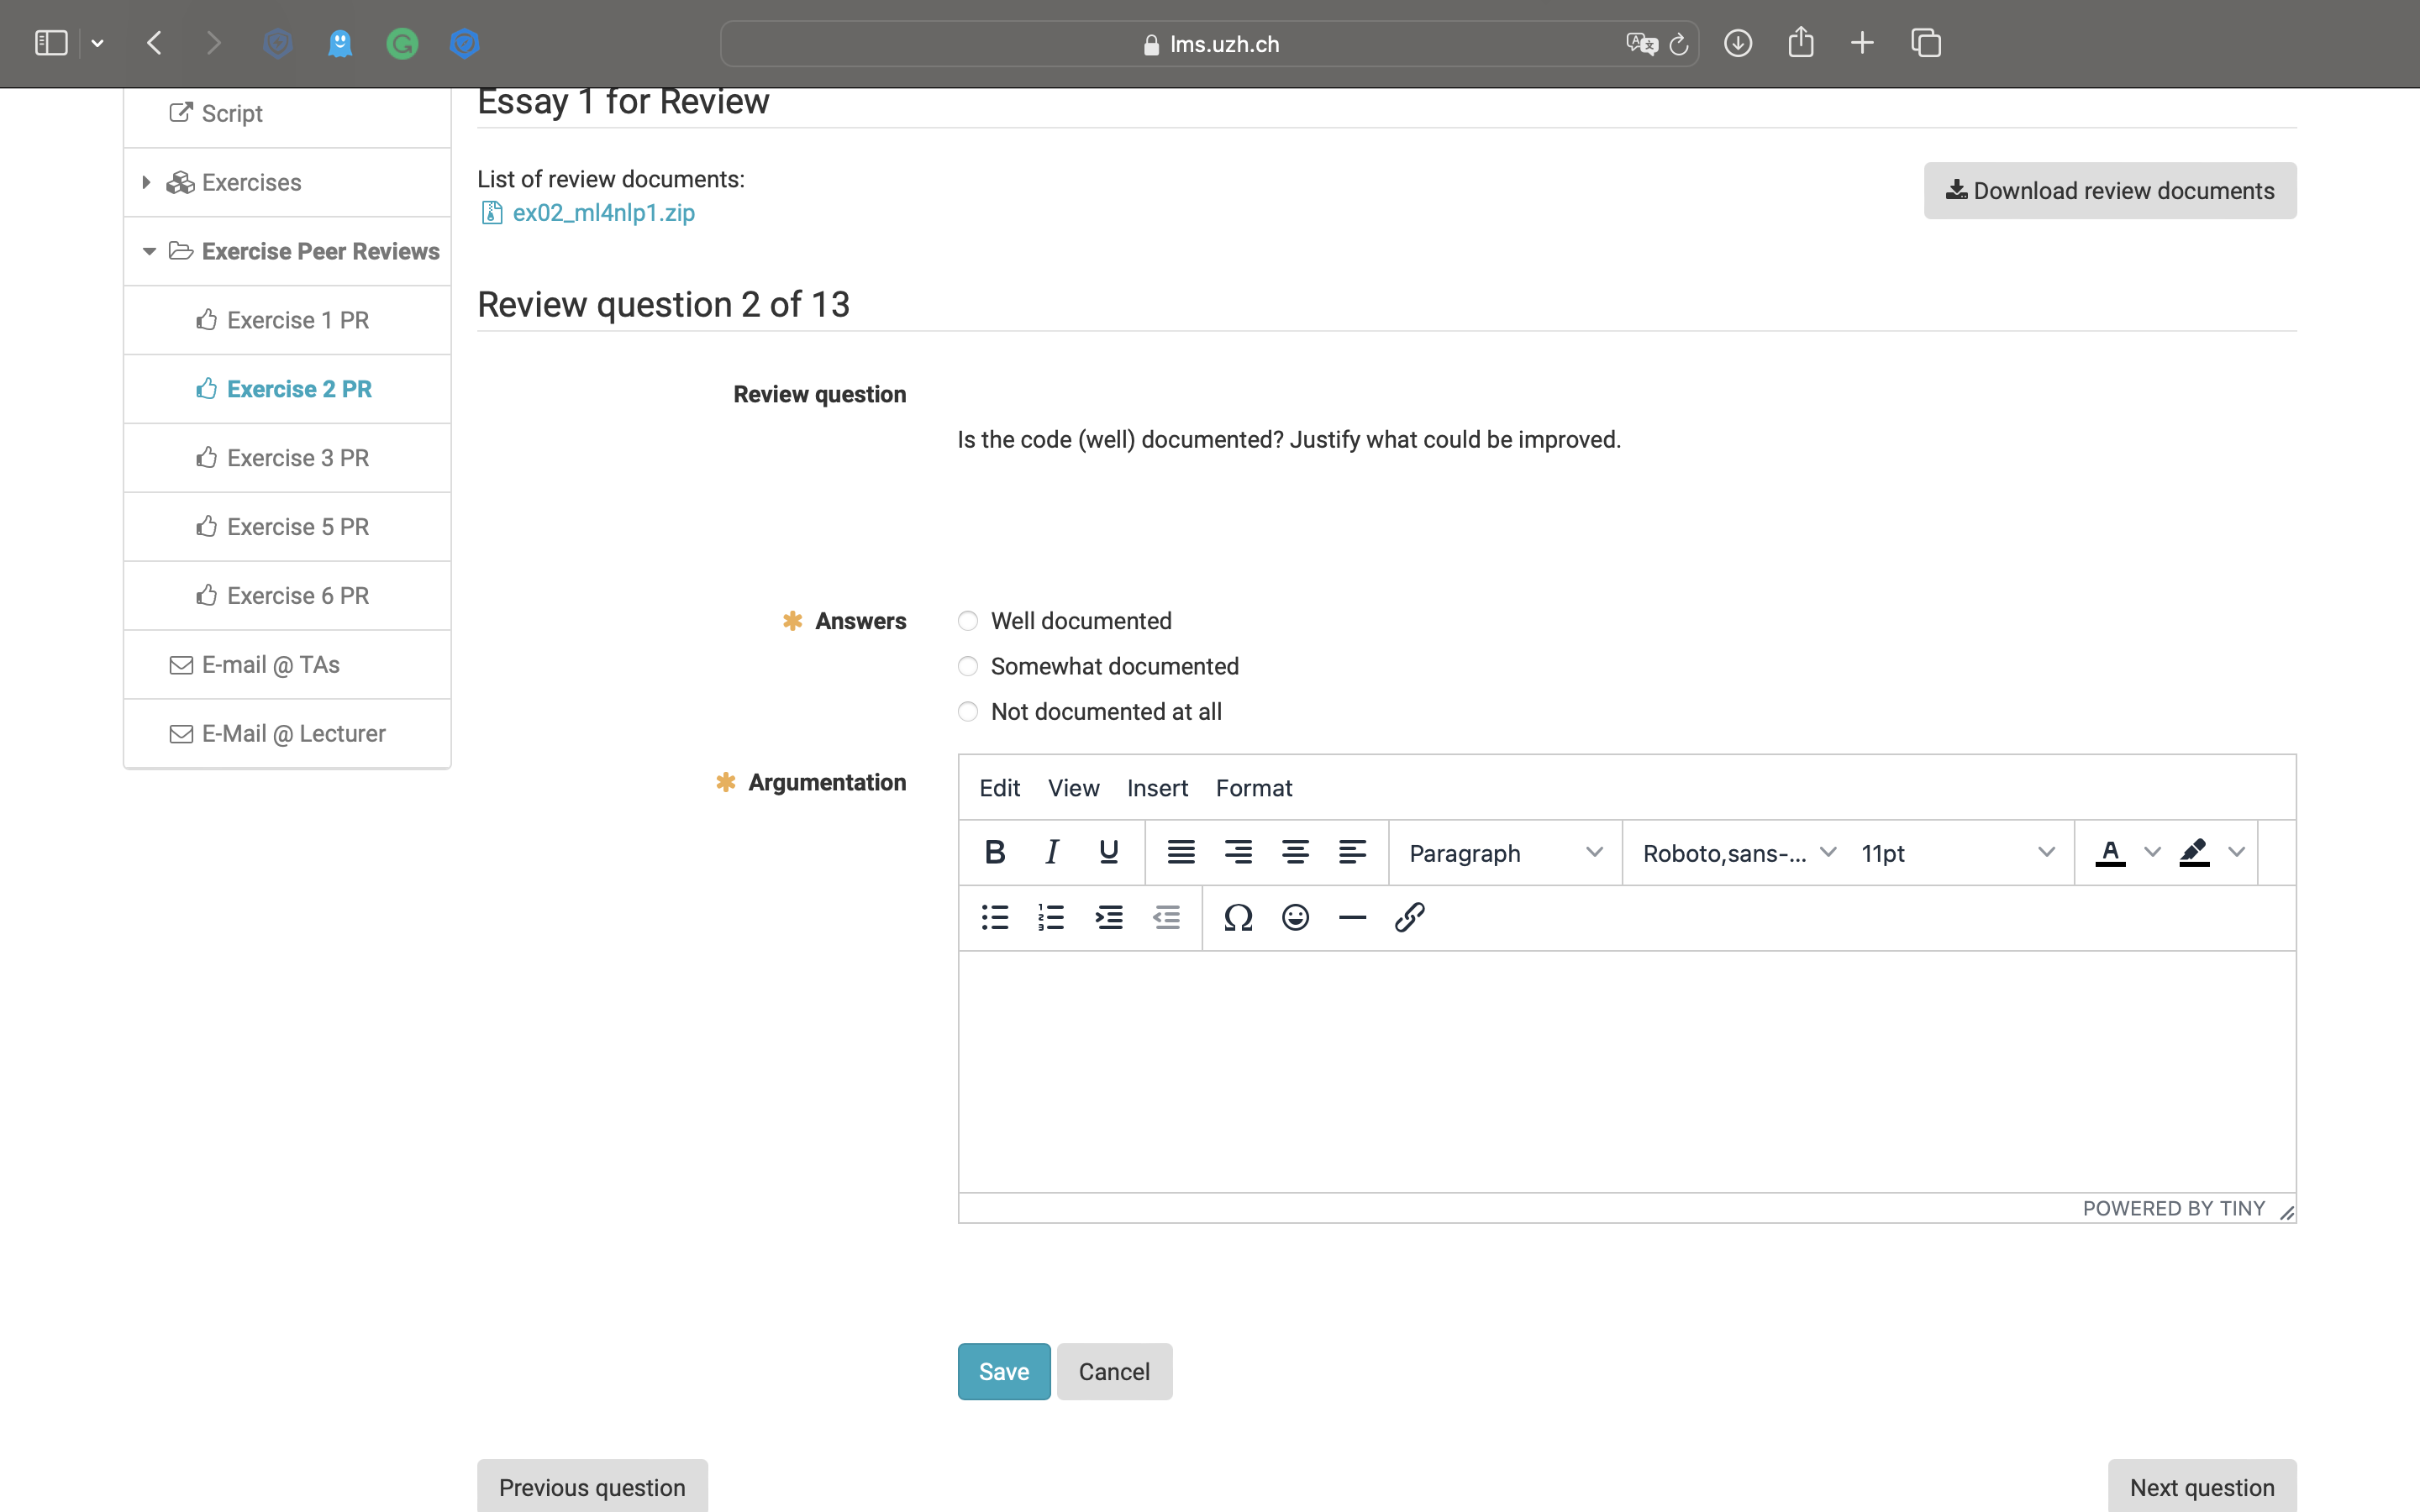 lms.uzh.ch
Script
Exercises
Exercise Peer Reviews
Exercise 1 PR
Exercise 2 PR
Exercise 3 PR
Exercise 5 PR
Exercise 6 PR
E-mail @ TAs
E-Mail @ Lecturer
Essay 1 for Review
List of review documents:
ex02_ml4nlp1.zip
Download review documents
Review question 2 of 13
Review question
Is the code (well) documented? Justify what could be improved.
Answers
Well documented
Somewhat documented
Not documented at all
Argumentation
Edit View Insert Format
B I U Paragraph Roboto,sans-... 11pt A
POWERED BY TINY
Save Cancel
Previous question Next question